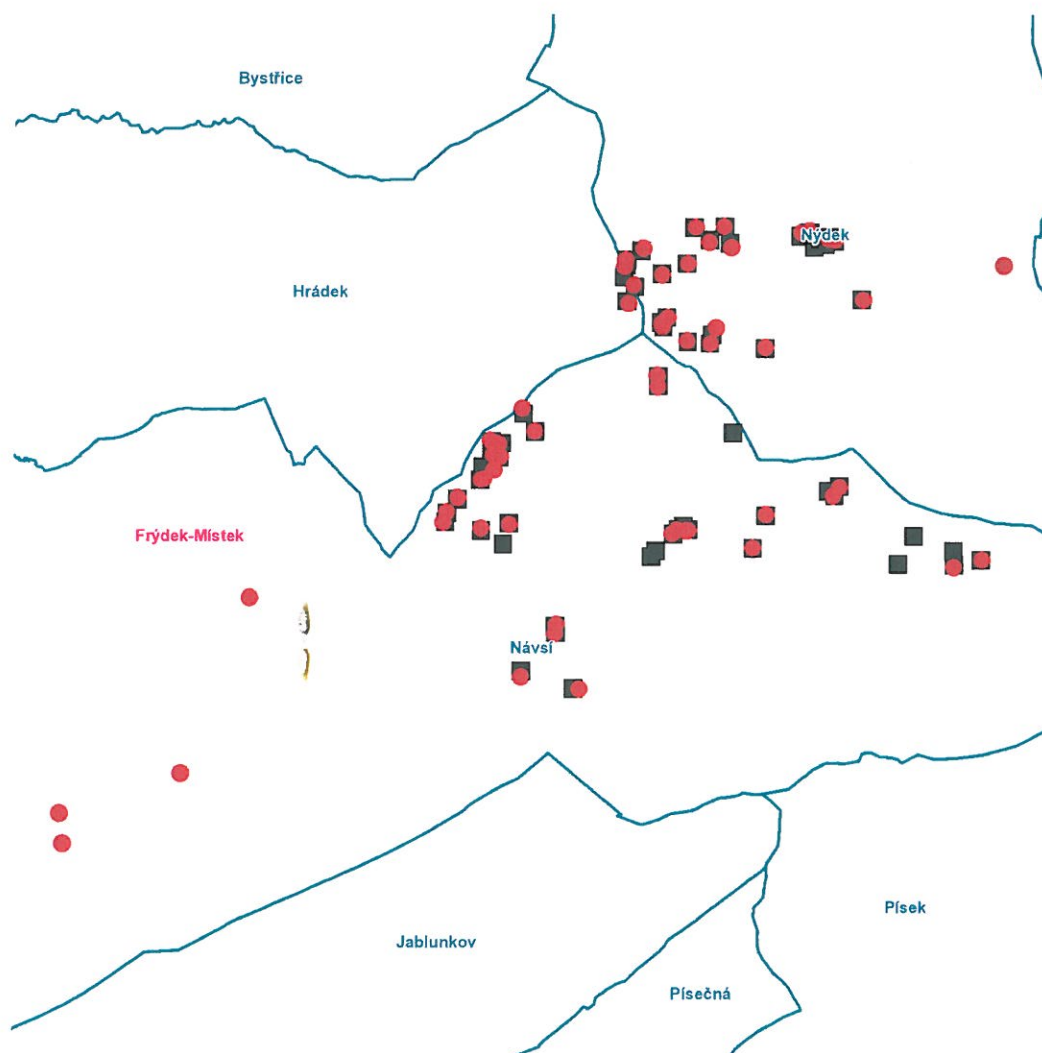 Bystřice
Nýdek
Hrádek
Frýdek-Místek
Návsí
Písek
Jablunkov
Písečná